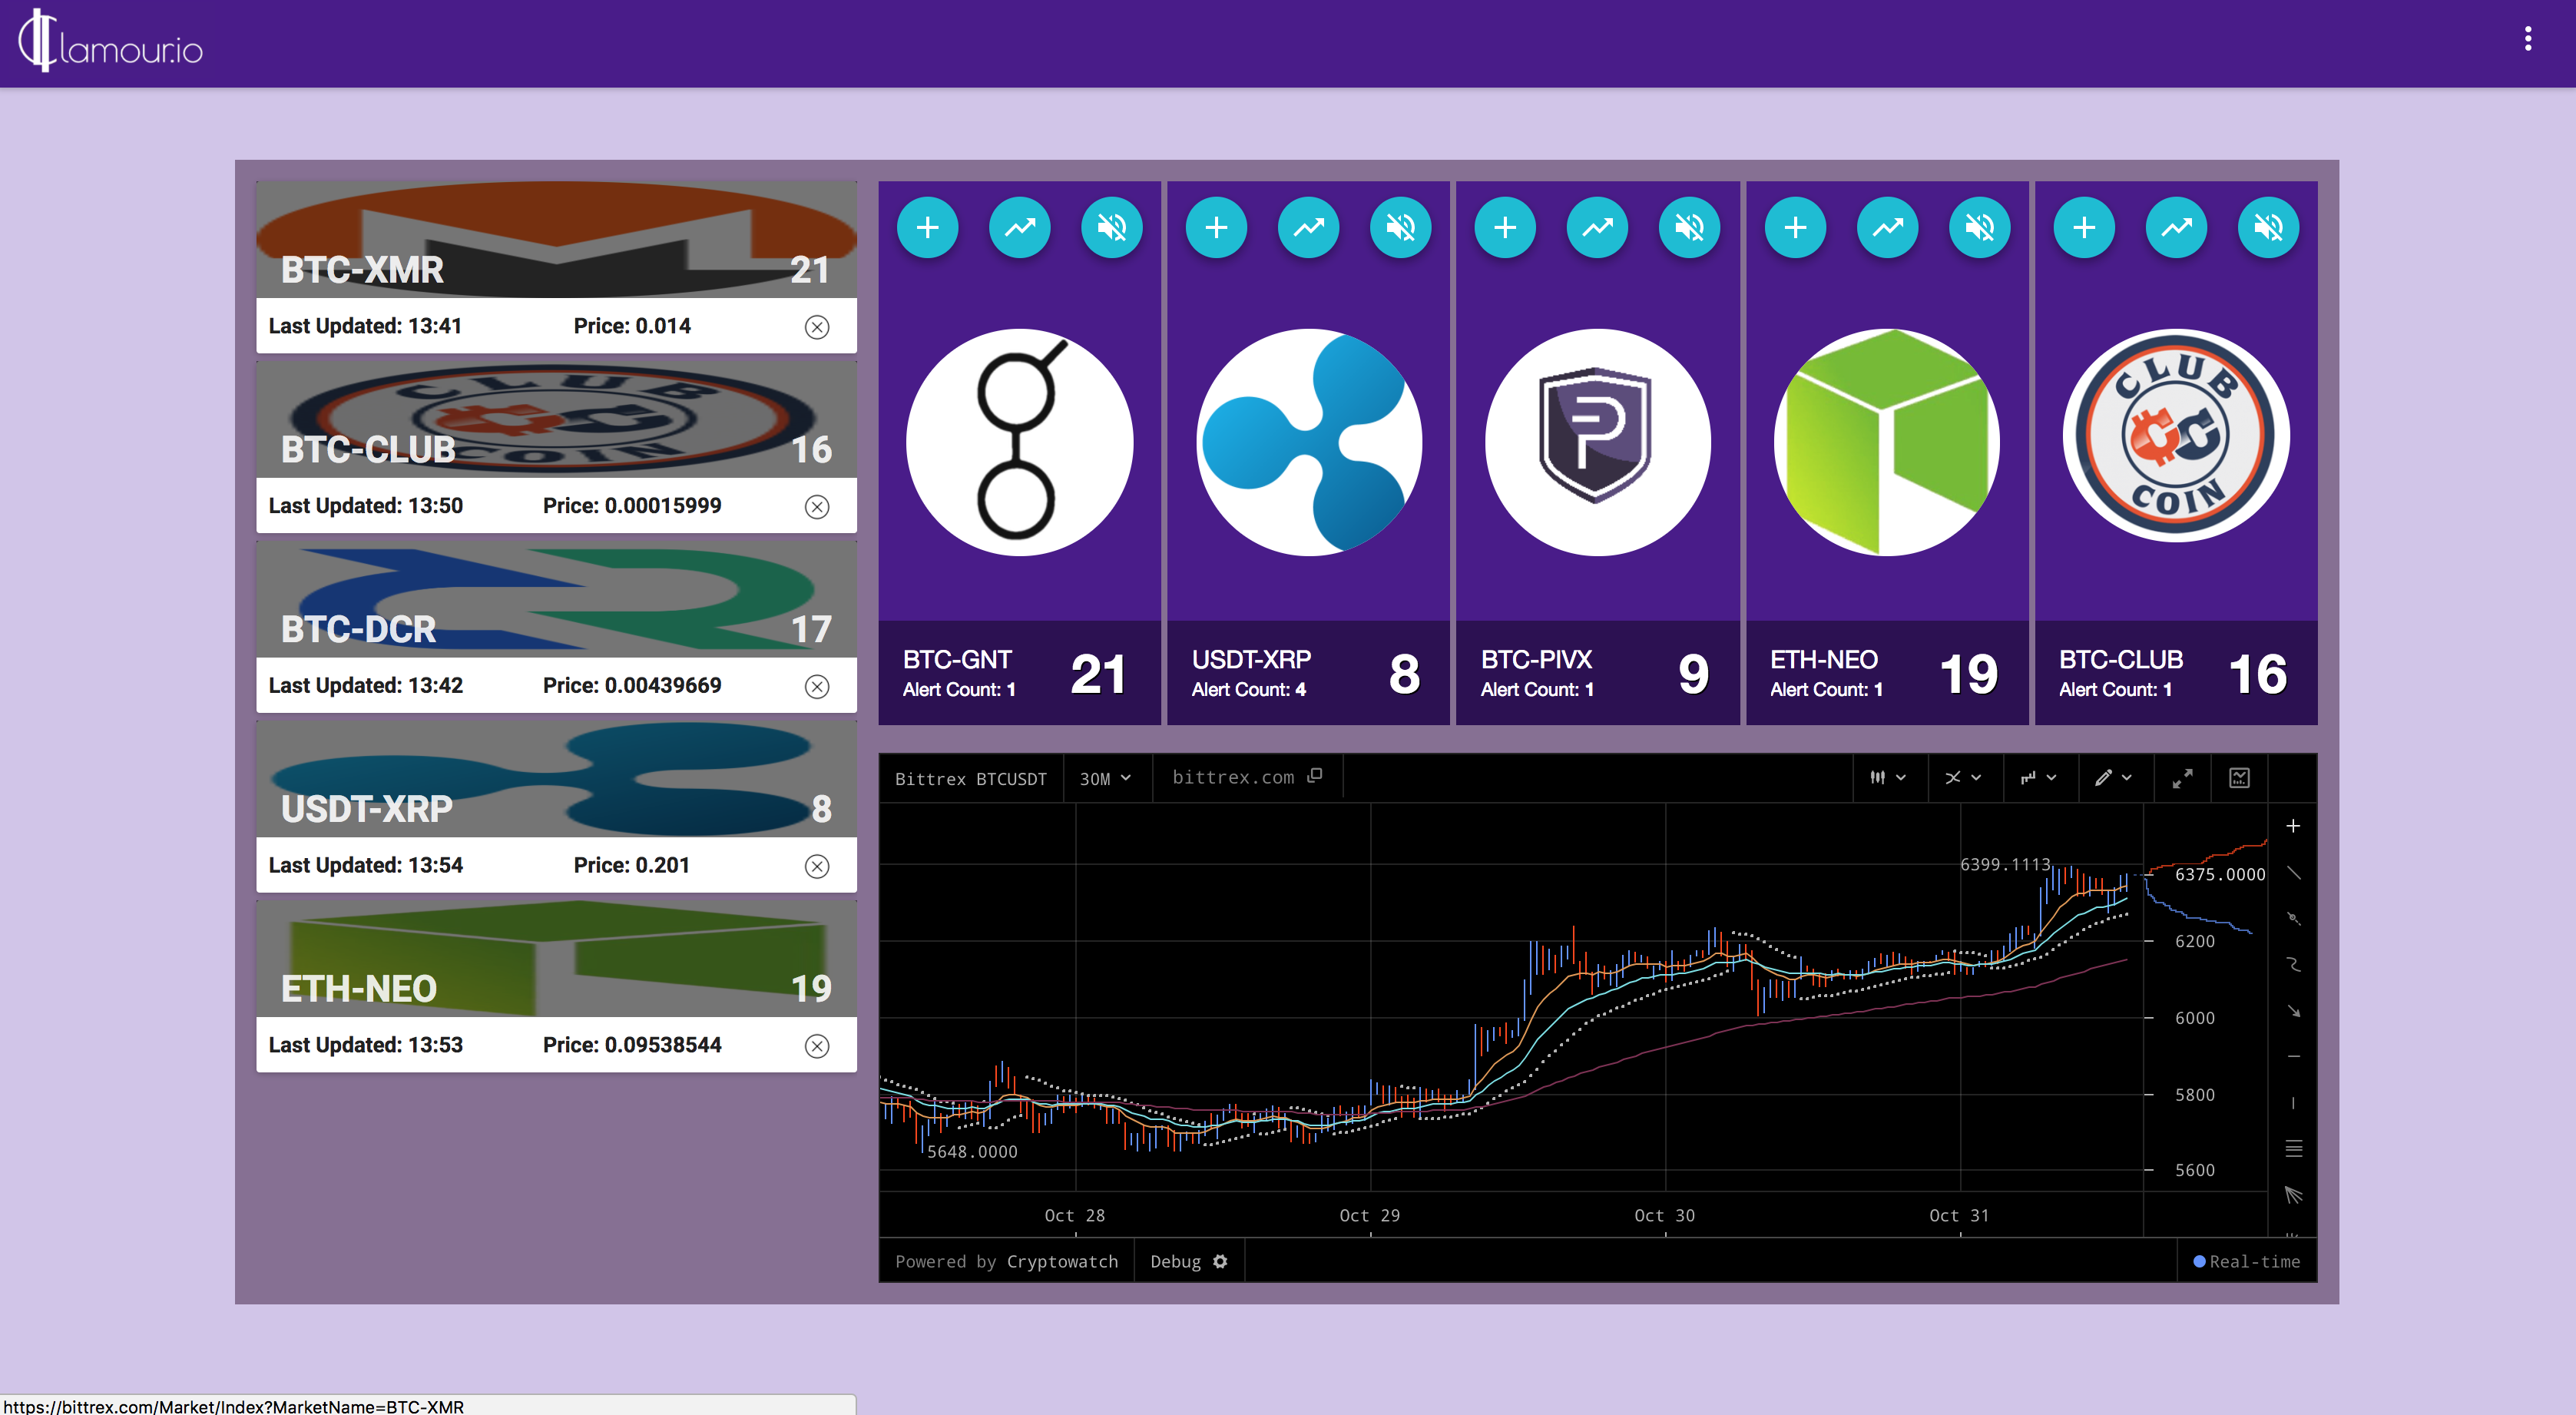 lamour.io
BTC-XMR 21
Last Updated: 13:41 Price: 0.014
CLUB
COIN
BTC-CLUB 16
Last Updated: 13:50 Price: 0.00015999
BTC-DCR 17
Last Updated: 13:42 Price: 0.00439669
USDT-XRP 8
Last Updated: 13:54 Price: 0.201
ETH-NEO 19
Last Updated: 13:53 Price: 0.09538544
BTC-GNT 21
Alert Count: 1
USDT-XRP 8
Alert Count: 4
BTC-PIVX 9
Alert Count: 1
ETH-NEO 19
Alert Count: 1
CLUB
COIN
BTC-CLUB 16
Alert Count: 1
Bittrex BTCUSDT 30M bittrex.com
6399.1113
6375.0000
6200
6000
5800
5648.0000
5600
Oct 28 Oct 29 Oct 30 Oct 31
Powered by Cryptowatch Debug Real-time
https://bittrex.com/Market/Index?MarketName=BTC-XMR